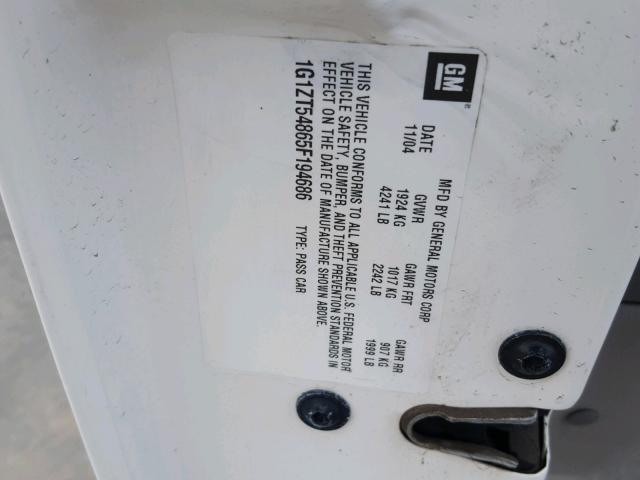 GM
MFD BY GENERAL MOTORS CORP
DATE GVWR GAWR FRT GAWR RR
11/04 1924 KG 1017 KG 907 KG
4241 LB 2242 LB 1999 LB
THIS VEHICLE CONFORMS TO ALL APPLICABLE U.S. FEDERAL MOTOR
VEHICLE SAFETY, BUMPER, AND THEFT PREVENTION STANDARDS IN
EFFECT ON THE DATE OF MANUFACTURE SHOWN ABOVE.
1G1ZT54865F194686 TYPE: PASS CAR